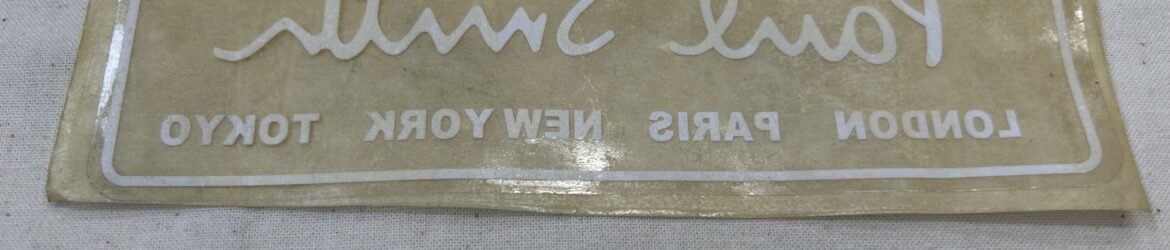 Paul Smith
LONDON PARIS NEW YORK TOKYO